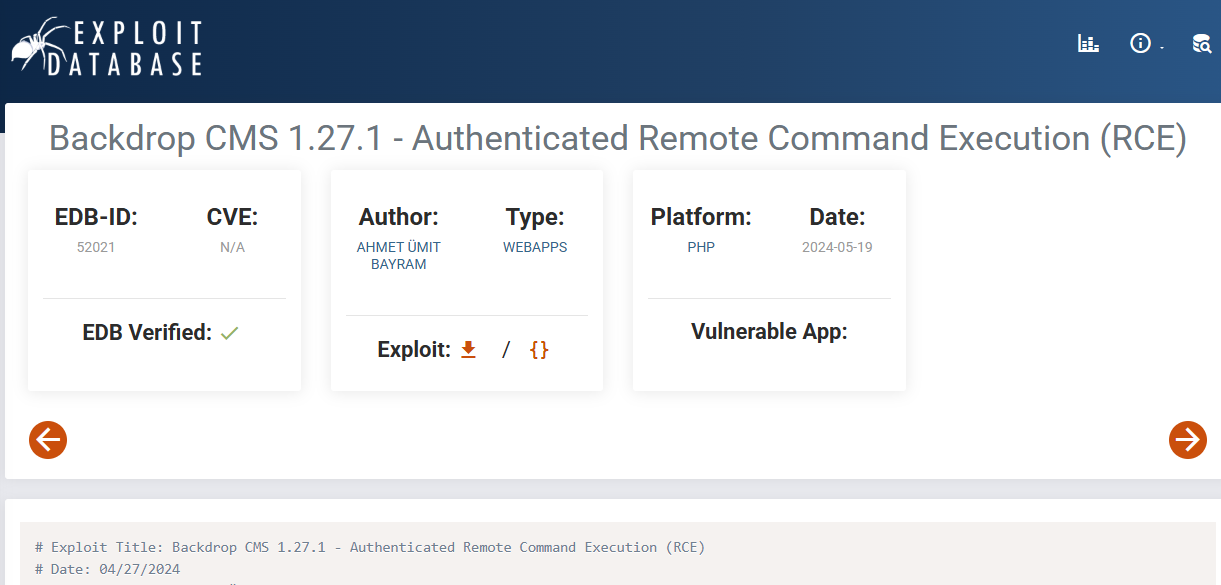 EXPLOIT
DATABASE
Backdrop CMS 1.27.1 - Authenticated Remote Command Execution (RCE)
EDB-ID:
52021
CVE:
N/A
EDB Verified:
Author:
AHMET ÜMIT
BAYRAM
Type:
WEBAPPS
Exploit: / {}
Platform:
PHP
Date:
2024-05-19
Vulnerable App:
# Exploit Title: Backdrop CMS 1.27.1 - Authenticated Remote Command Execution (RCE)
# Date: 04/27/2024